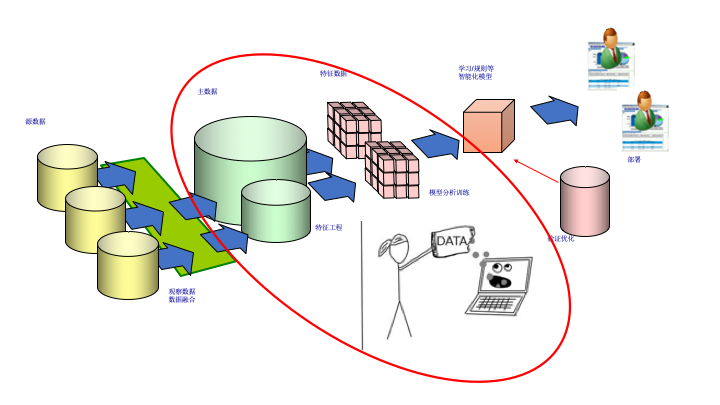 学习/规则等
智能化模型
特征数据
主数据
源数据
部署
模型分析训练
特征工程
验证优化
DATA
观察数据
数据融合